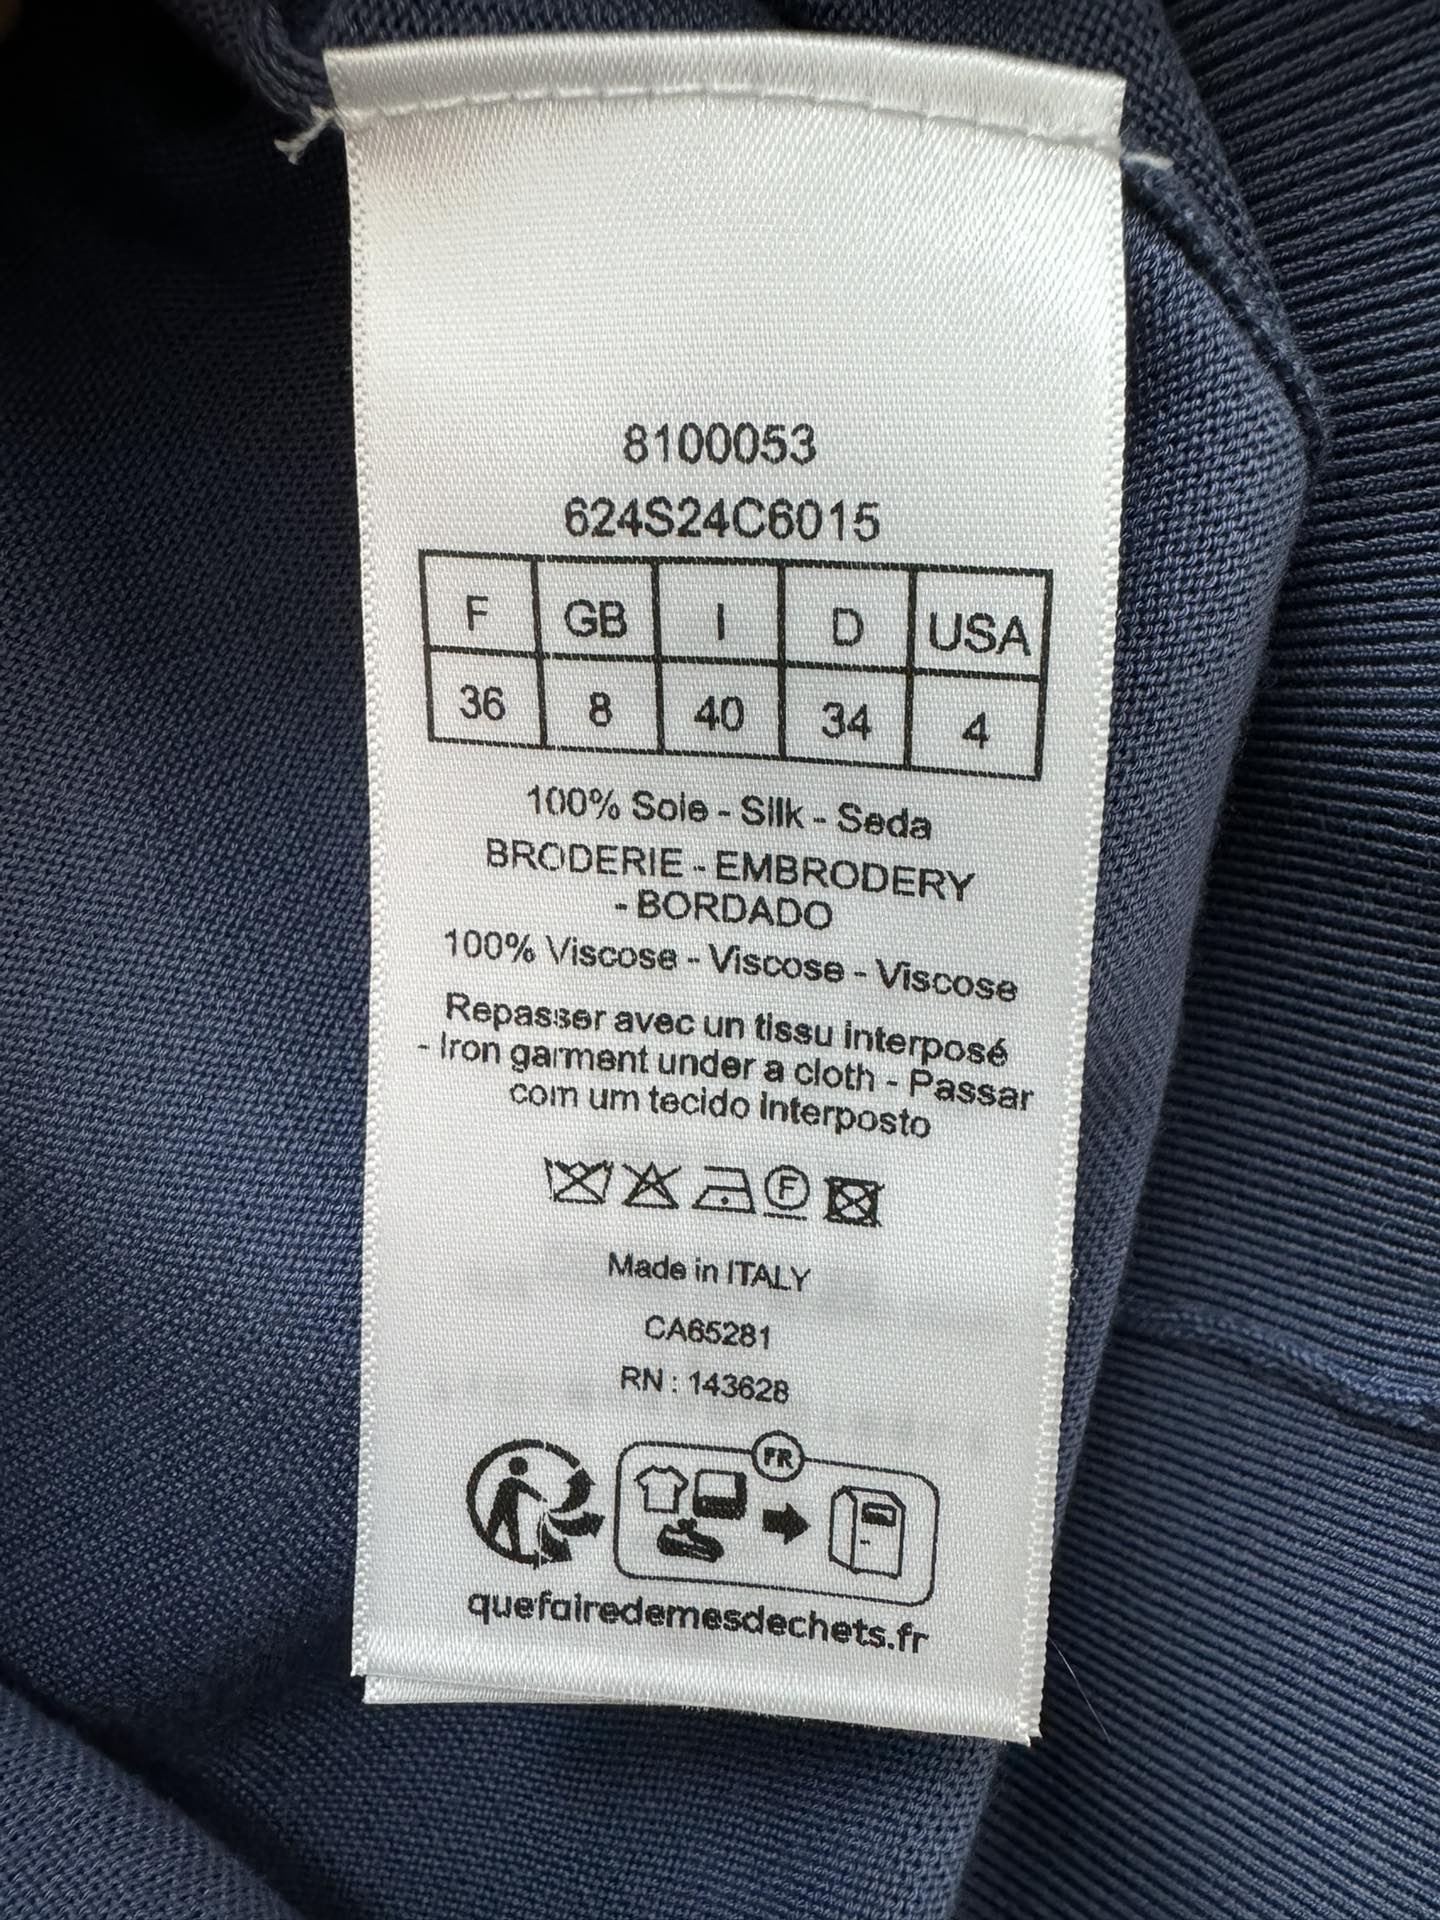 8100053
624S24C6015
F GB I D USA
36 8 40 34 4
100% Soie - Silk - Seda
BRODERIE - EMBRODERY
- BORDADO
100% Viscose - Viscose - Viscose
Repasser avec un tissu interposé
- Iron garment under a cloth - Passar
com um tecido interposto
F
Made in ITALY
CA65281
RN : 143628
FR
quefairedemesdechets.fr